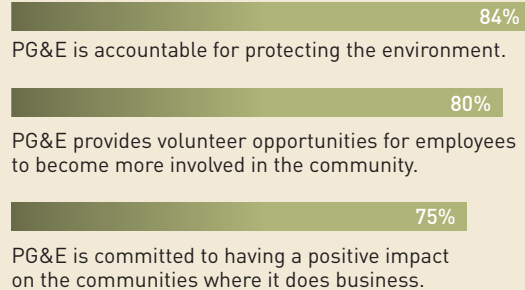 84%
PG&E is accountable for protecting the environment.
80%
PG&E provides volunteer opportunities for employees
to become more involved in the community.
75%
PG&E is committed to having a positive impact
on the communities where it does business.